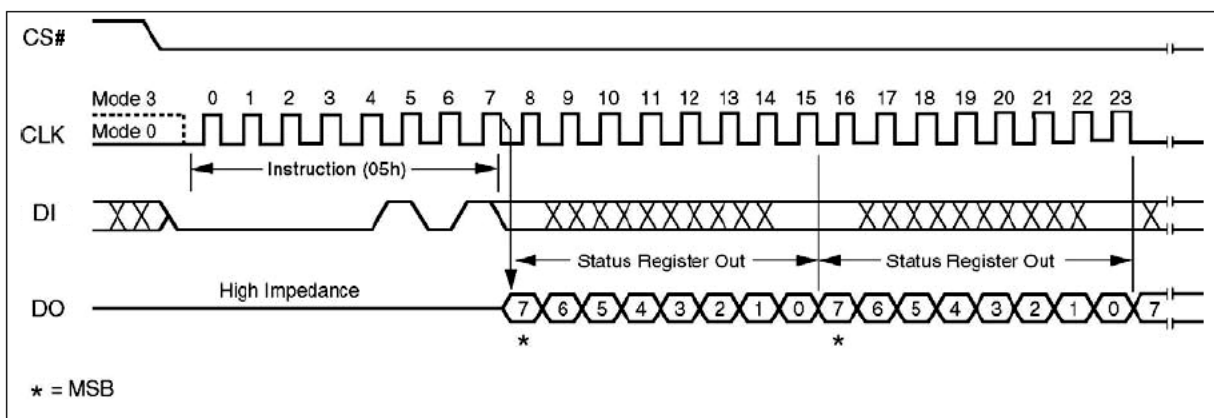 CS#
Mode 3 0 1 2 3 4 5 6 7 8 9 10 11 12 13 14 15 16 17 18 19 20 21 22 23
CLK Mode 0
Instruction (05h)
DI
Status Register Out Status Register Out
High Impedance
DO 7 6 5 4 3 2 1 0 7 6 5 4 3 2 1 0 7
* *
* = MSB